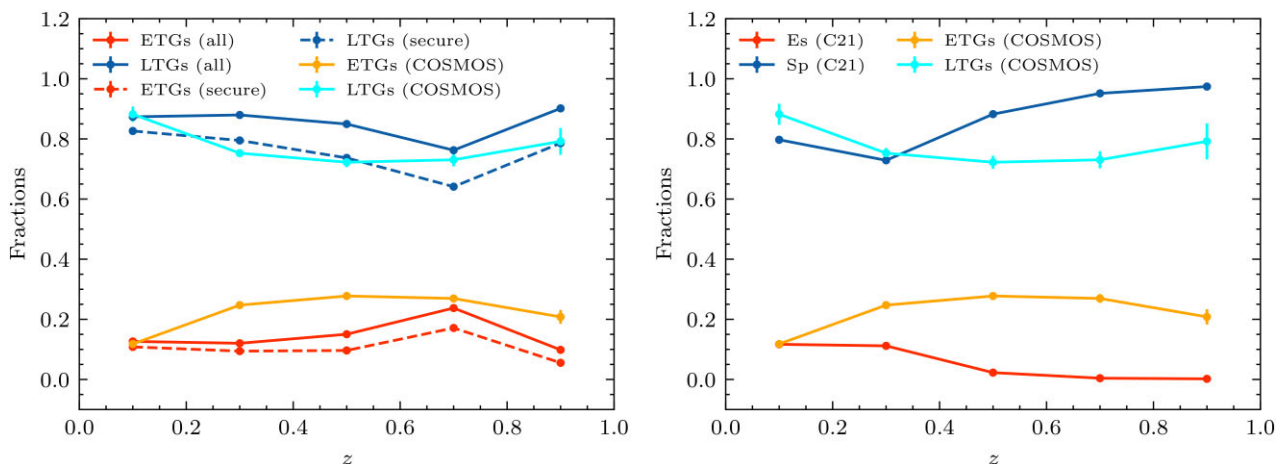 1.2
1.0
0.8
0.6
0.4
0.2
0.0
Fractions
ETGs (all)
LTGs (all)
ETGs (secure)
LTGs (secure)
ETGs (COSMOS)
LTGs (COSMOS)
0.0 0.2 0.4 0.6 0.8 1.0
z
1.2
1.0
0.8
0.6
0.4
0.2
0.0
Fractions
Es (C21)
Sp (C21)
ETGs (COSMOS)
LTGs (COSMOS)
0.0 0.2 0.4 0.6 0.8 1.0
z